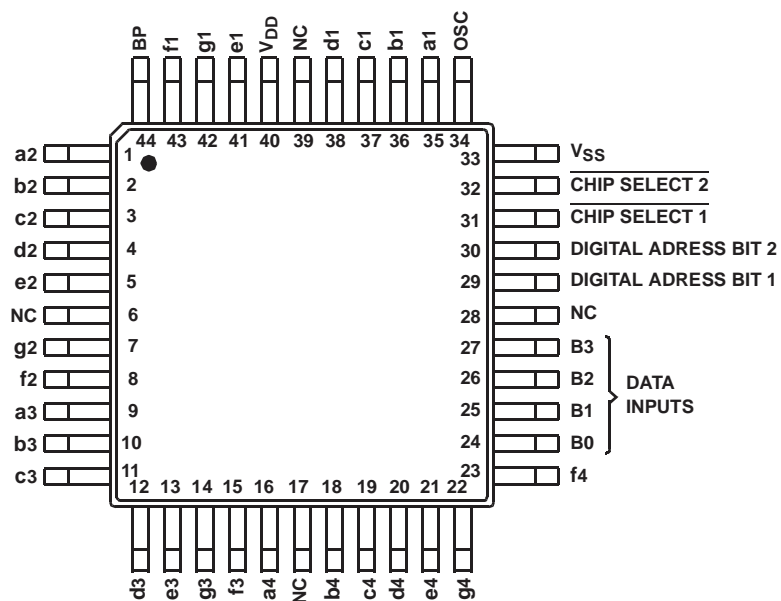 BP f1 g1 e1 VDD NC d1 c1 b1 a1 OSC
44 43 42 41 40 39 38 37 36 35 34
a2 1 33 VSS
b2 2 32 CHIP SELECT 2
c2 3 31 CHIP SELECT 1
d2 4 30 DIGITAL ADRESS BIT 2
e2 5 29 DIGITAL ADRESS BIT 1
NC 6 28 NC
g2 7 27 B3
f2 8 26 B2 DATA
a3 9 25 B1 INPUTS
b3 10 24 B0
c3 11 23 f4
12 13 14 15 16 17 18 19 20 21 22
d3 e3 g3 f3 a4 NC b4 c4 d4 e4 g4